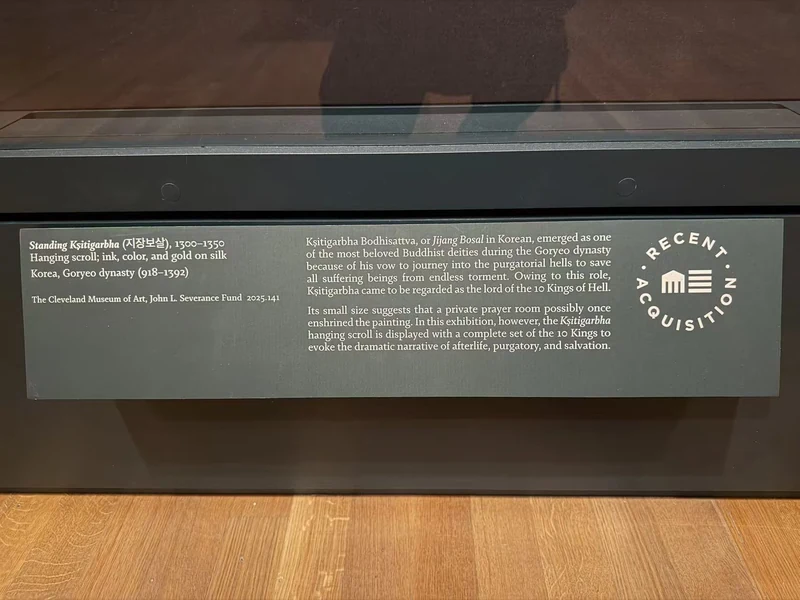 Standing Kṣitigarbha (지장보살), 1300–1350
Hanging scroll; ink, color, and gold on silk
Korea, Goryeo dynasty (918–1392)
The Cleveland Museum of Art, John L. Severance Fund 2025.141
Kṣitigarbha Bodhisattva, or Jijang Bosal in Korean, emerged as one
of the most beloved Buddhist deities during the Goryeo dynasty
because of his vow to journey into the purgatorial hells to save
all suffering beings from endless torment. Owing to this role,
Kṣitigarbha came to be regarded as the lord of the 10 Kings of Hell.
Its small size suggests that a private prayer room possibly once
enshrined the painting. In this exhibition, however, the Kṣitigarbha
hanging scroll is displayed with a complete set of the 10 Kings to
evoke the dramatic narrative of afterlife, purgatory, and salvation.
· RECENT ·
ACQUISITION